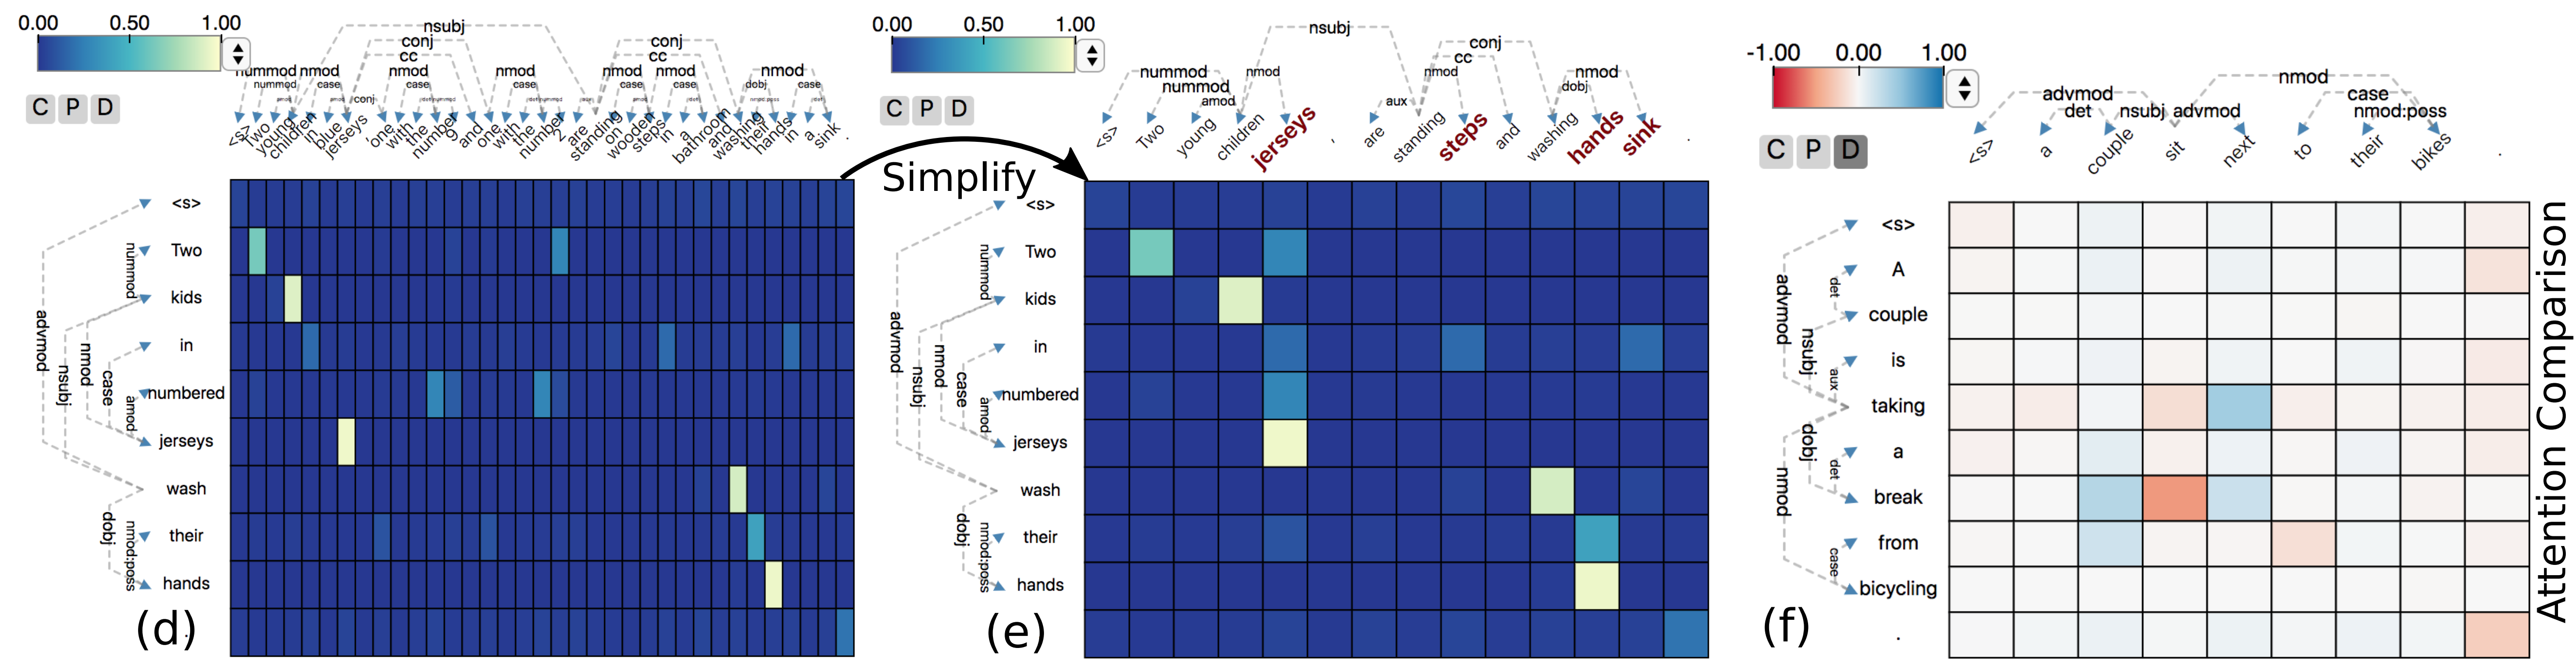 0.00 0.50 1.00
C P D
nsubj
conj conj
cc cc
nummod nmod nmod nmod nmod nmod nmod
nummod case case case case case dobj case
conj
<s> Two young children in blue jerseys , one with the number 9 and one with the number 2 are standing on wooden steps in a bathroom and washing their hands in a sink .
<s>
Two
kids
in
numbered
jerseys
wash
their
hands
.
advmod nsubj nmod case amod nummod
dobj nmod:poss
(d)
Simplify
0.00 0.50 1.00
C P D
nsubj
conj
cc
nummod nmod nmod nmod
nummod dobj
amod aux
<s> Two young children jerseys , are standing steps and washing hands sink .
<s>
Two
kids
in
numbered
jerseys
wash
their
hands
advmod nsubj nmod case amod nummod
dobj nmod:poss
(e)
-1.00 0.00 1.00
C P D
nmod
advmod case
det nsubj advmod nmod:poss
<s> a couple sit next to their bikes .
<s>
A
couple
is
taking
a
break
from
bicycling
.
advmod nsubj det aux
dobj det nmod case
(f)
Attention Comparison